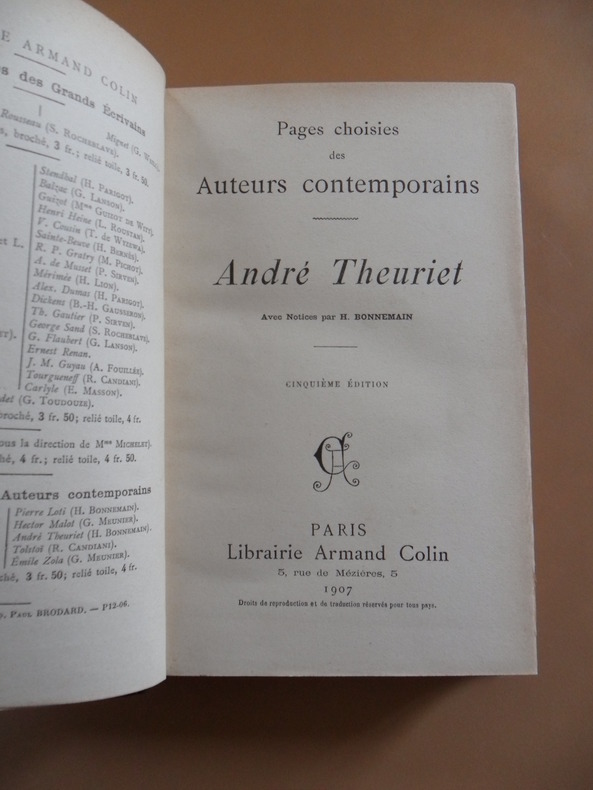 E ARMAND COLIN
s des Grands Écrivains
Rousseau (S. ROCHEBLAVE).
Mignet (G.
s, broché, 3 fr.; relié toile, 3 fr. 50.
Stendhal (H. PARIGOT).
Balzac (G. LANSON).
Guizot (Mme GUIZOT DE WITT).
Henri Heine (L. ROUSTAN).
V. Cousin (T. DE WYZEWA).
Sainte-Beuve (H. BERNÈS).
et L.
R. P. Gratry (M. PICHOT).
A. de Musset (P. SIRVEN).
Mérimée (H. LION).
Alex. Dumas (H. PARIGOT).
Dickens (B.-H. GAUSSERON).
Th. Gautier (P. SIRVEN).
George Sand (S. ROCHEBLAVE).
G. Flaubert (G. LANSON).
Ernest Renan.
J. M. Guyau (A. FOUILLÉE).
Tourgueneff (R. CANDIANI).
Carlyle (E. MASSON).
det (G. TOUDOUZE).
broché, 3 fr. 50; relié toile, 4 fr.
ous la direction de Mme MICHELET).
hé, 4 fr.; relié toile, 4 fr. 50.
Auteurs contemporains
Pierre Loti (H. BONNEMAIN).
Hector Malot (G. MEUNIER).
André Theuriet (H. BONNEMAIN).
Tolstoï (R. CANDIANI).
Émile Zola (G. MEUNIER).
hé, 3 fr. 50; relié toile, 4 fr.
PAUL BRODARD. — P12-06.
Pages choisies
des
Auteurs contemporains
André Theuriet
Avec Notices par H. BONNEMAIN
CINQUIÈME ÉDITION
PARIS
Librairie Armand Colin
5, rue de Mézières, 5
1907
Droits de reproduction et de traduction réservés pour tous pays.